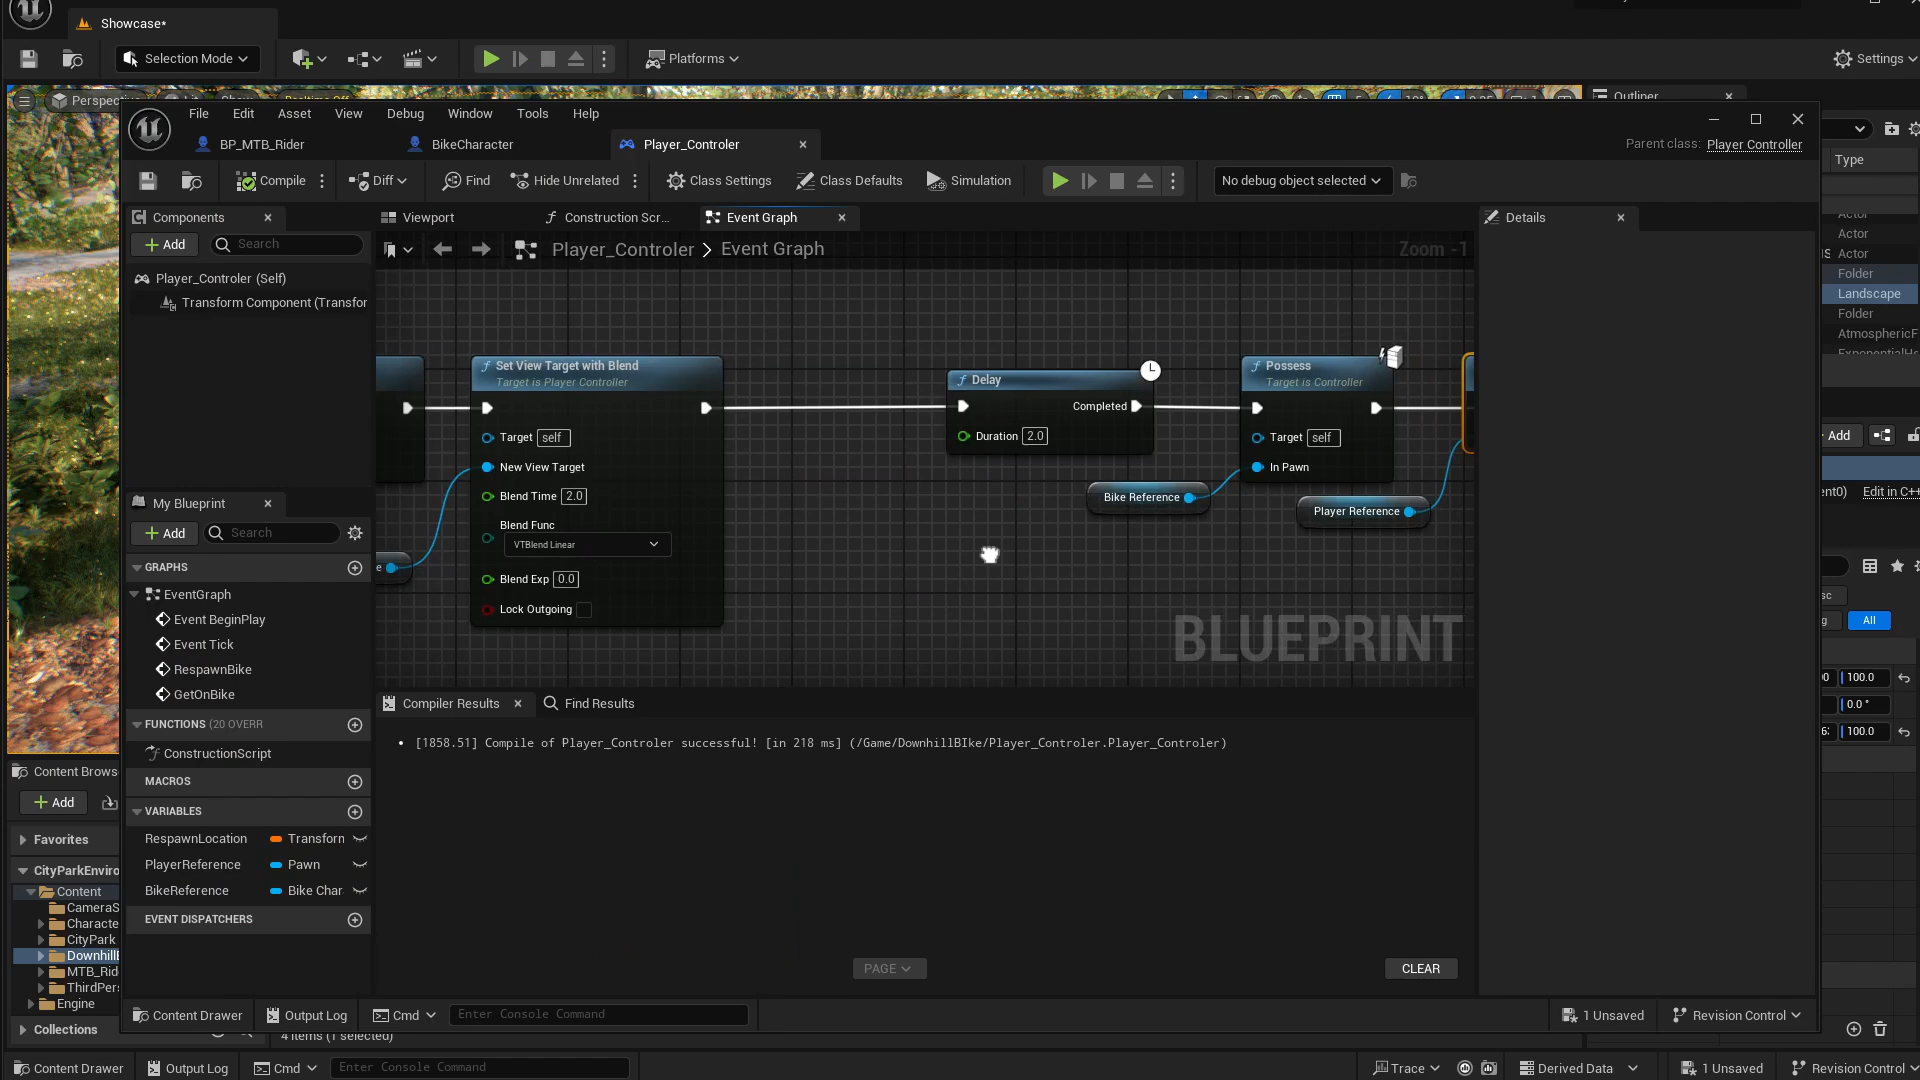 Showcase*
Selection Mode
Platforms
Settings
Perspective
Outliner
File
Edit
Asset
View
Debug
Window
Tools
Help
BP_MTB_Rider
BikeCharacter
Player_Controler
Parent class: Player Controller
Compile
Diff
Find
Hide Unrelated
Class Settings
Class Defaults
Simulation
No debug object selected
Type
Components
Viewport
Construction Scr...
Event Graph
Details
Add
Search
Player_Controler > Event Graph
Zoom -1
Player_Controler (Self)
Transform Component (Transfor
Actor
Actor
Actor
Folder
Landscape
Folder
AtmosphericF
Set View Target with Blend
Target is Player Controller
Target self
New View Target
Blend Time 2.0
Blend Func
VTBlend Linear
Blend Exp 0.0
Lock Outgoing
Delay
Completed
Duration 2.0
Possess
Target is Controller
Target self
In Pawn
Bike Reference
Player Reference
e
BLUEPRINT
Add
Edit in C++
My Blueprint
Add
Search
GRAPHS
EventGraph
Event BeginPlay
Event Tick
RespawnBike
GetOnBike
FUNCTIONS (20 OVERR
ConstructionScript
MACROS
VARIABLES
RespawnLocation
Transforn
PlayerReference
Pawn
BikeReference
Bike Char
EVENT DISPATCHERS
All
100.0
0.0 °
100.0
Compiler Results
Find Results
[1858.51] Compile of Player_Controler successful! [in 218 ms] (/Game/DownhillBIke/Player_Controler.Player_Controler)
PAGE
CLEAR
Content Brows
Add
Favorites
CityParkEnviro
Content
CameraS
Characte
CityPark
DownhillB
MTB_Rid
ThirdPers
Engine
Collections
4 items (1 selected)
Content Drawer
Output Log
Cmd
Enter Console Command
1 Unsaved
Revision Control
Content Drawer
Output Log
Cmd
Enter Console Command
Trace
Derived Data
1 Unsaved
Revision Control